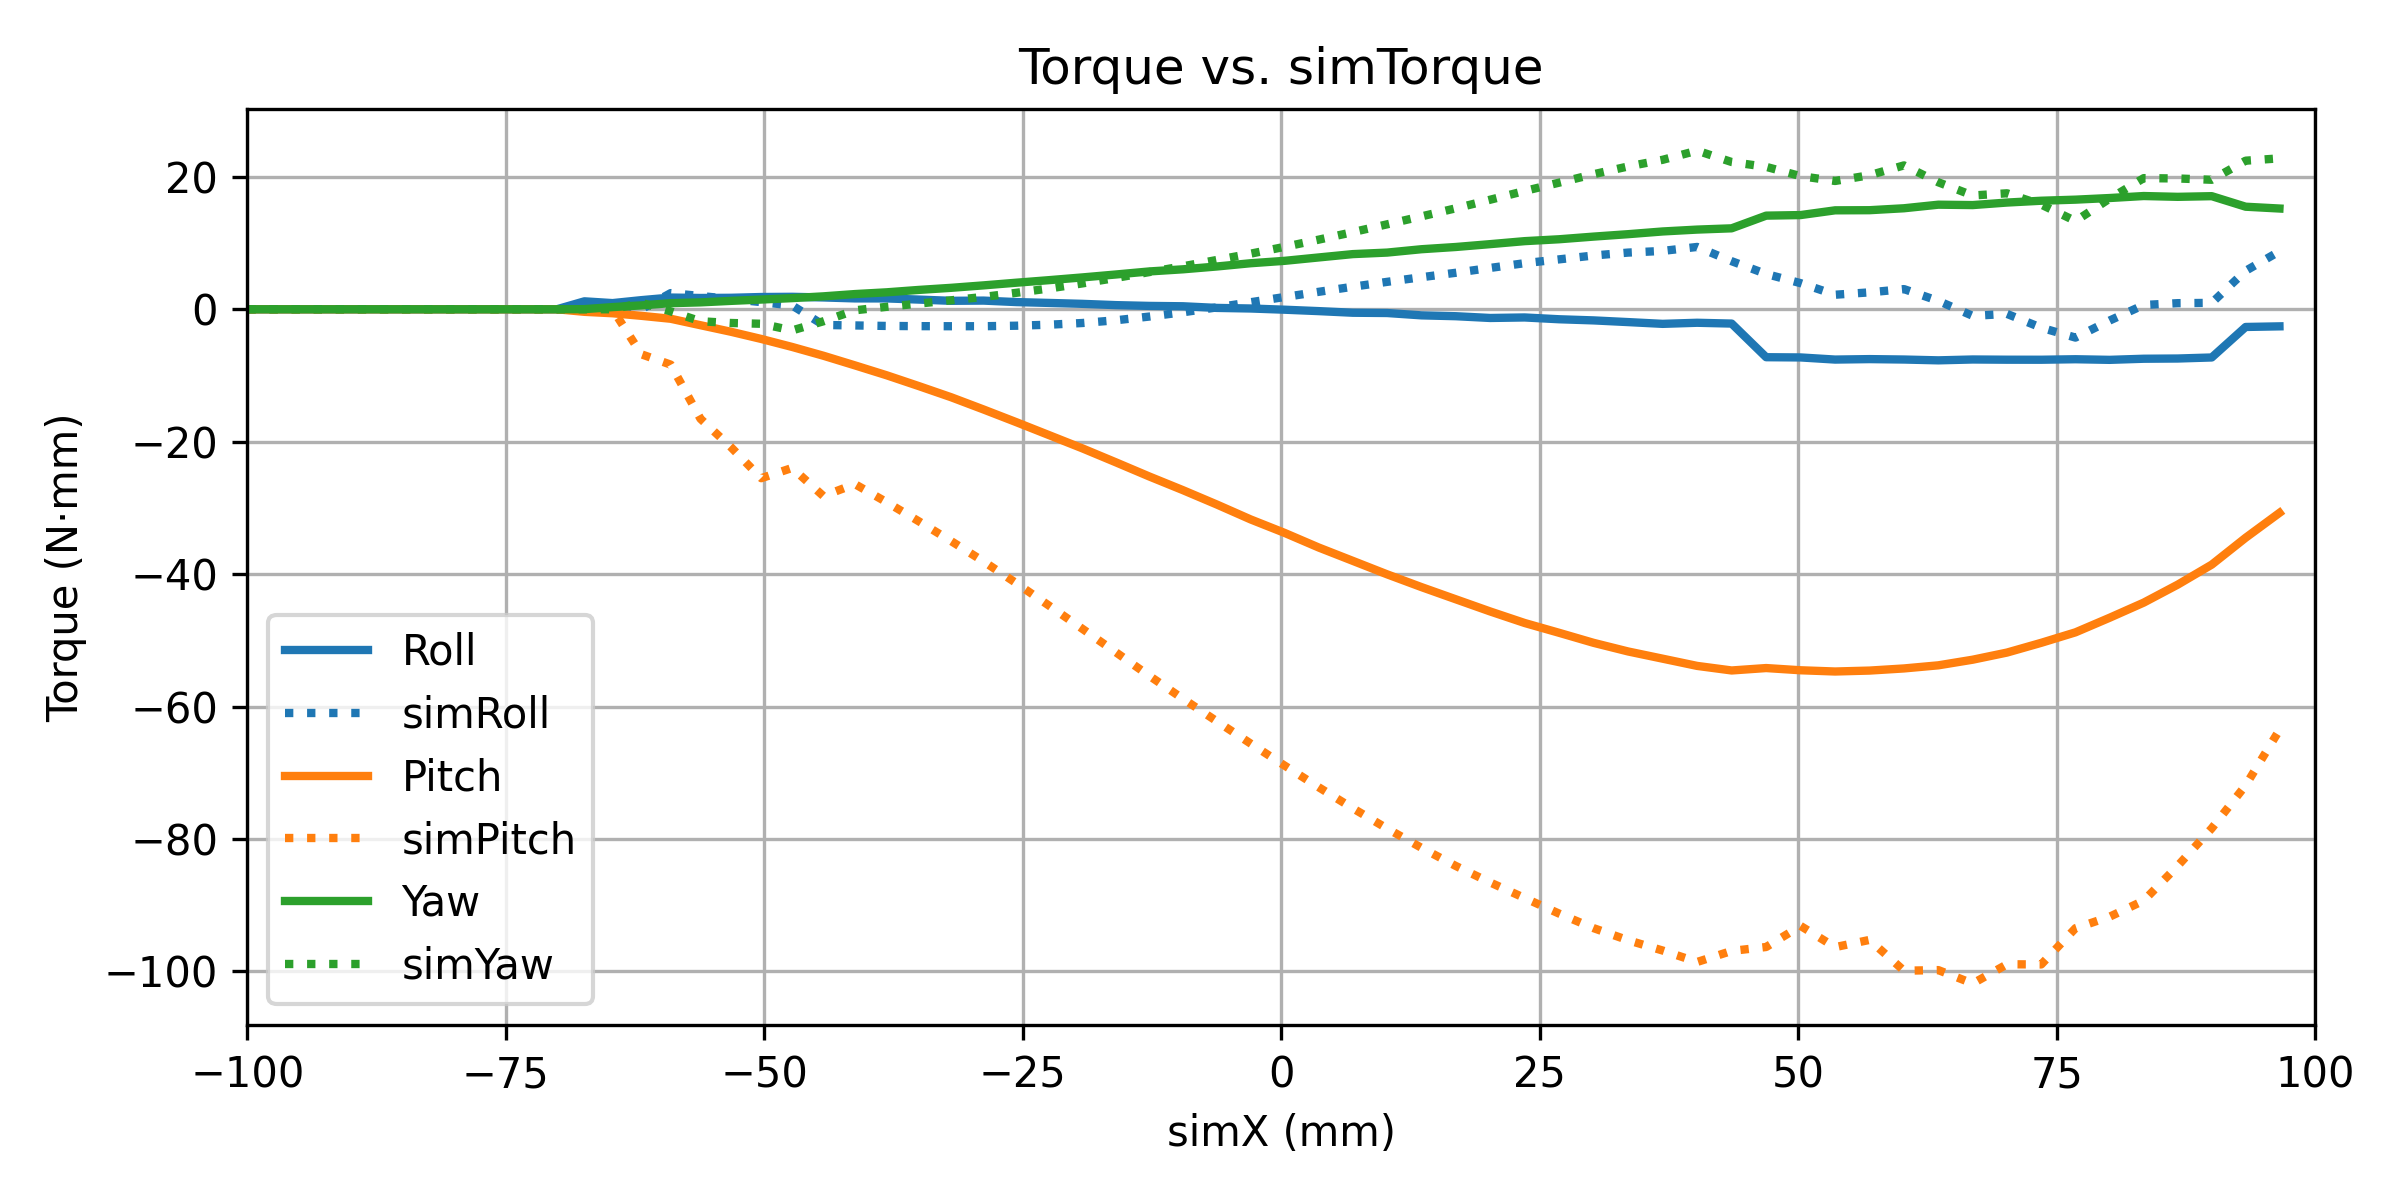 Torque vs. simTorque
20
0
−20
−40
−60
−80
−100
Torque (N·mm)
Roll
simRoll
Pitch
simPitch
Yaw
simYaw
−100 −75 −50 −25 0 25 50 75 100
simX (mm)